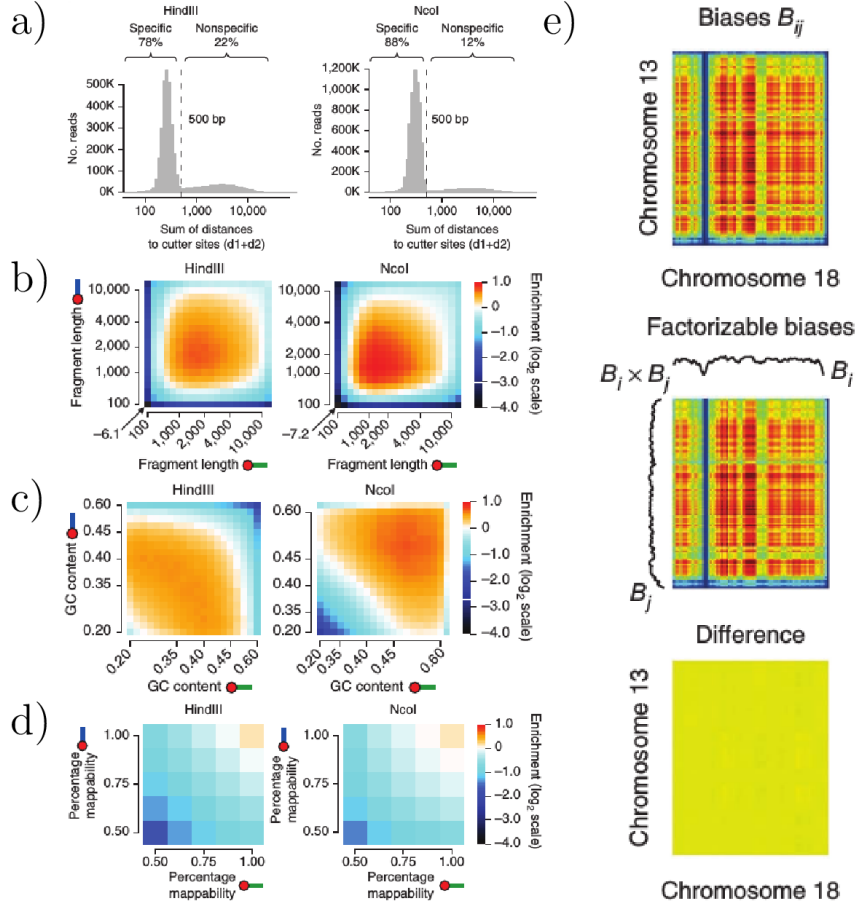 a)
HindIII
Specific Nonspecific
78% 22%
500K
400K
300K
200K
100K
0K
No. reads
500 bp
100 1,000 10,000
Sum of distances
to cutter sites (d1+d2)
NcoI
Specific Nonspecific
88% 12%
1,200K
1,000K
800K
600K
400K
200K
0K
No. reads
500 bp
100 1,000 10,000
Sum of distances
to cutter sites (d1+d2)
b)
HindIII
Fragment length
10,000
4,000
2,000
1,000
100
−6.1
100 1,000 2,000 4,000 10,000
Fragment length
NcoI
10,000
4,000
2,000
1,000
100
−7.2
100 1,000 2,000 4,000 10,000
Fragment length
1.0
0
−1.0
−2.0
−3.0
−4.0
Enrichment (log2 scale)
c)
HindIII
GC content
0.60
0.45
0.40
0.35
0.20
0.20 0.35 0.40 0.45 0.60
GC content
NcoI
0.60
0.45
0.40
0.35
0.20
0.20 0.35 0.40 0.45 0.60
GC content
1.0
0
−1.0
−2.0
−3.0
−4.0
Enrichment (log2 scale)
d)
HindIII
Percentage
mappability
1.00
0.75
0.50
0.50 0.75 1.00
Percentage
mappability
NcoI
Percentage
mappability
1.00
0.75
0.50
0.50 0.75 1.00
Percentage
mappability
1.0
0
−1.0
−2.0
−3.0
−4.0
Enrichment (log2 scale)
e)
Biases Bij
Chromosome 13
Chromosome 18
Factorizable biases
Bi × Bj
Bi
Bj
Difference
Chromosome 13
Chromosome 18